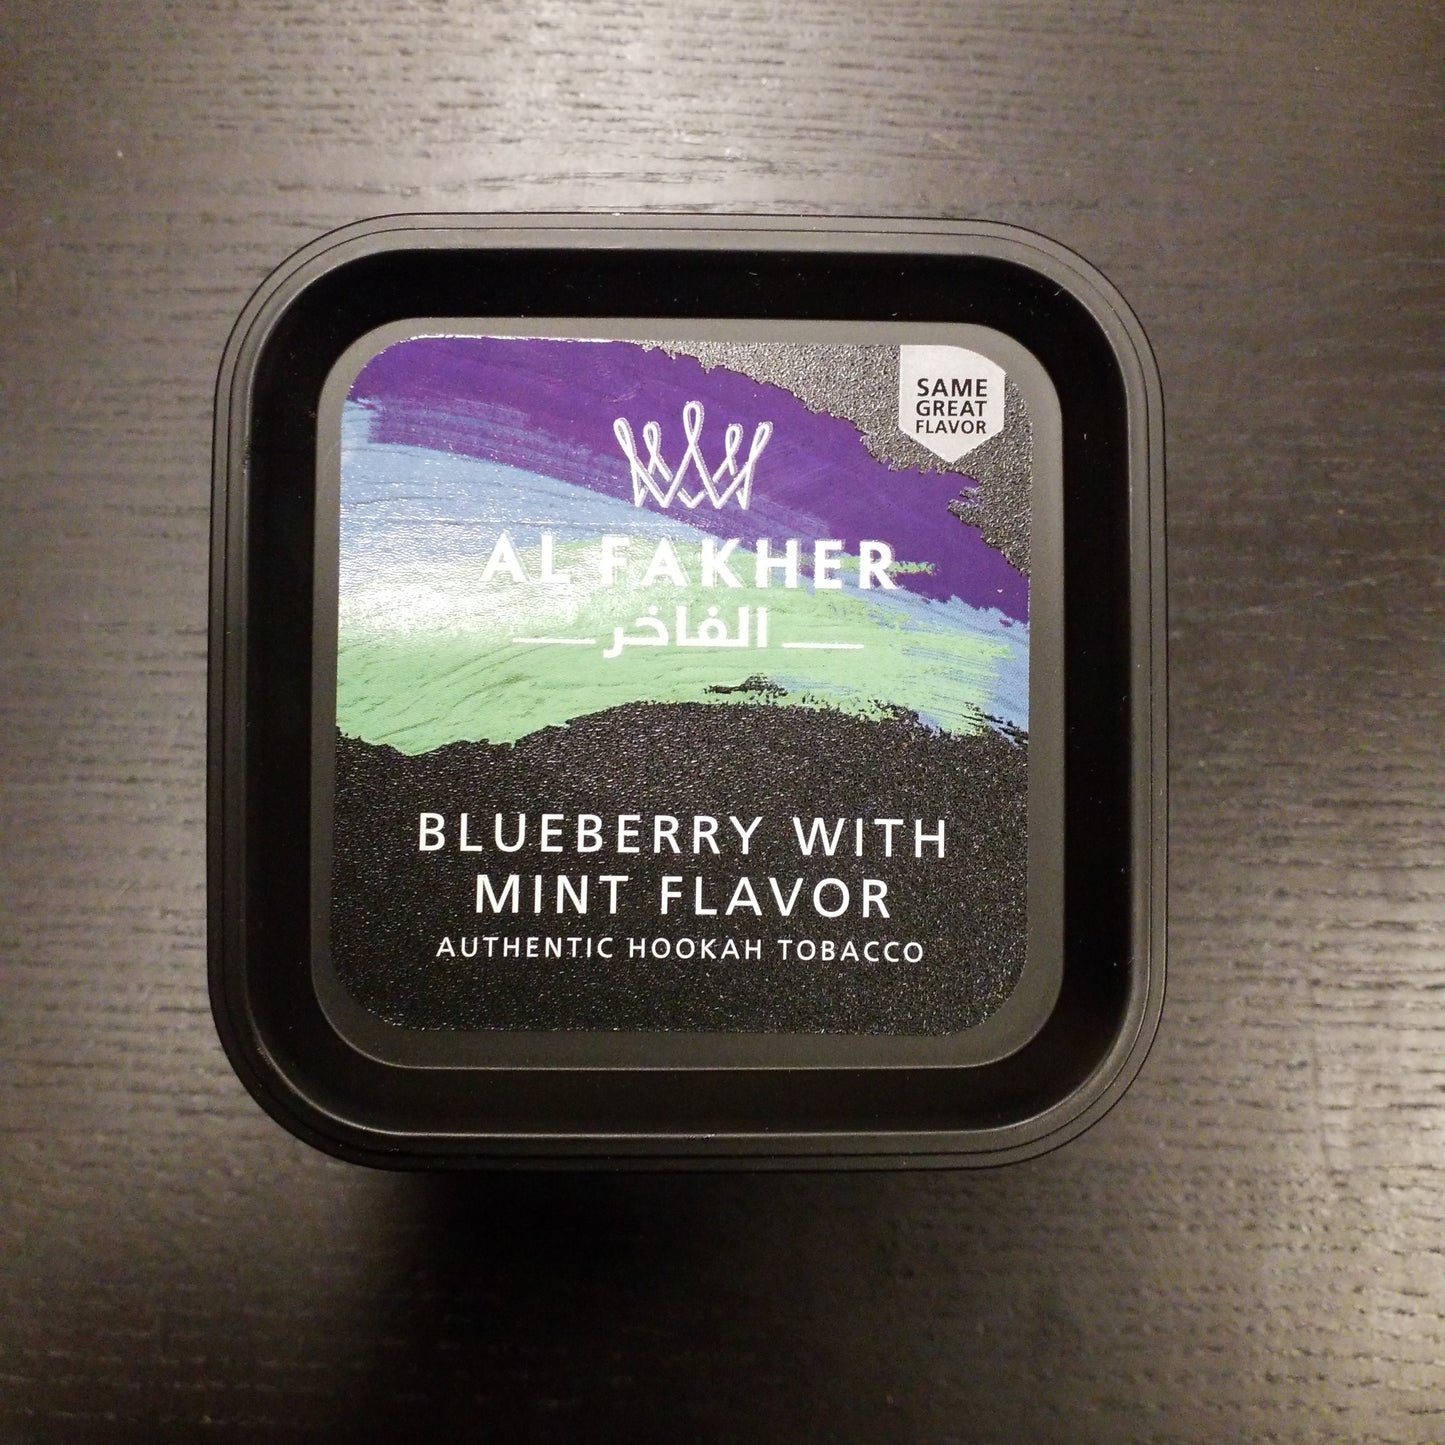 SAME
GREAT
FLAVOR
AL FAKHER
الفاخر
BLUEBERRY WITH
MINT FLAVOR
AUTHENTIC HOOKAH TOBACCO